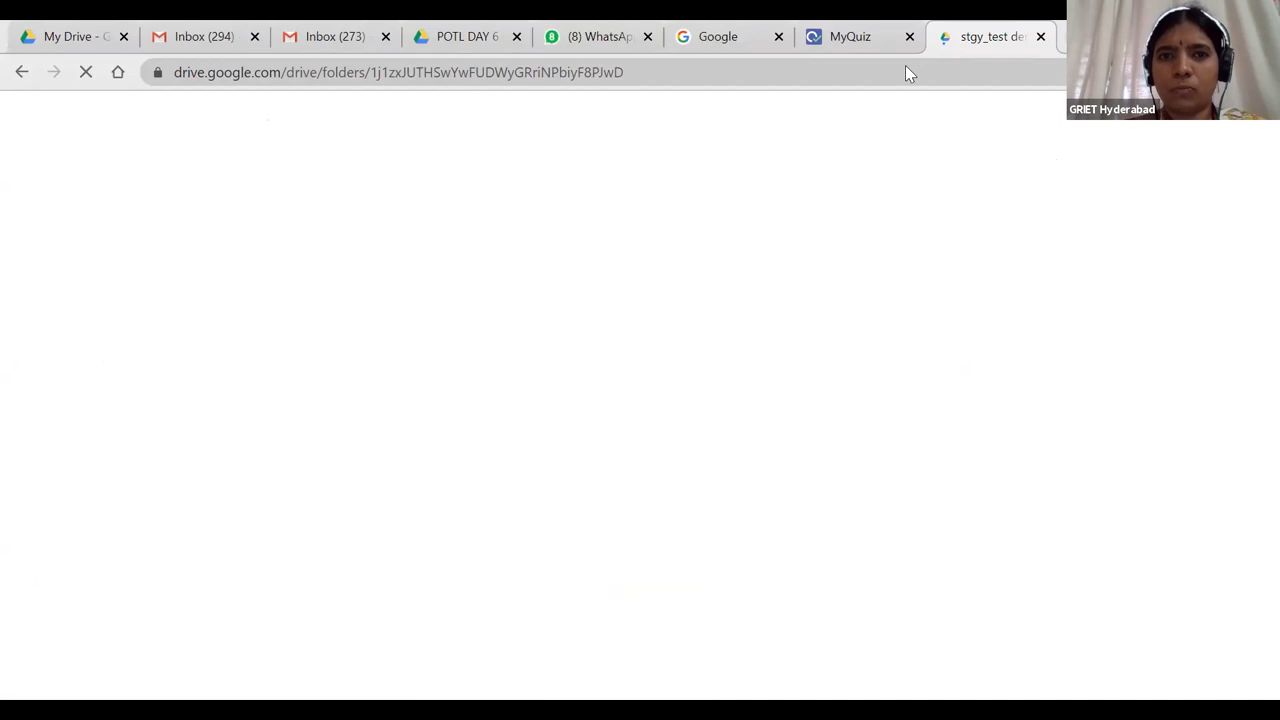 My Drive - G
Inbox (294)
Inbox (273)
POTL DAY 6
(8) WhatsAp
Google
MyQuiz
stgy_test de
drive.google.com/drive/folders/1j1zxJUTHSwYwFUDWyGRriNPbiyF8PJwD
GRIET Hyderabad